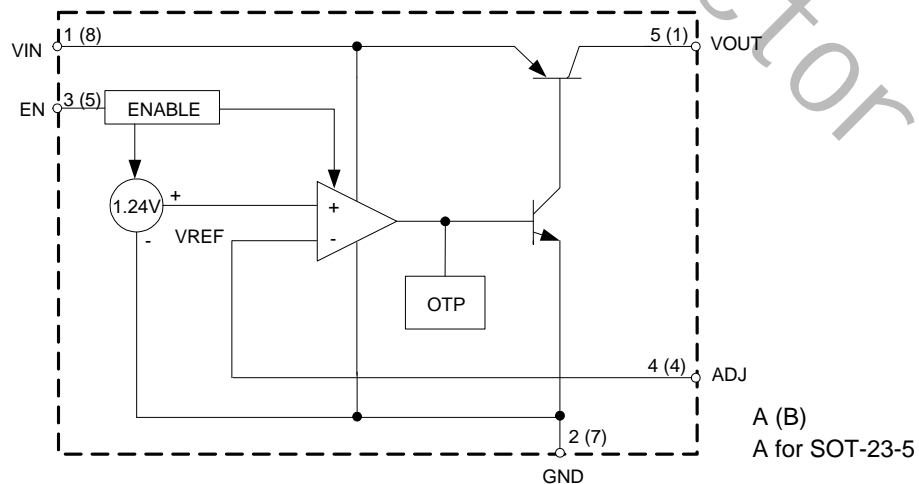 ctor
1 (8)
VIN
5 (1)
VOUT
3 (5)
EN
ENABLE
1.24V
+
-
VREF
+
-
OTP
4 (4)
ADJ
2 (7)
GND
A (B)
A for SOT-23-5